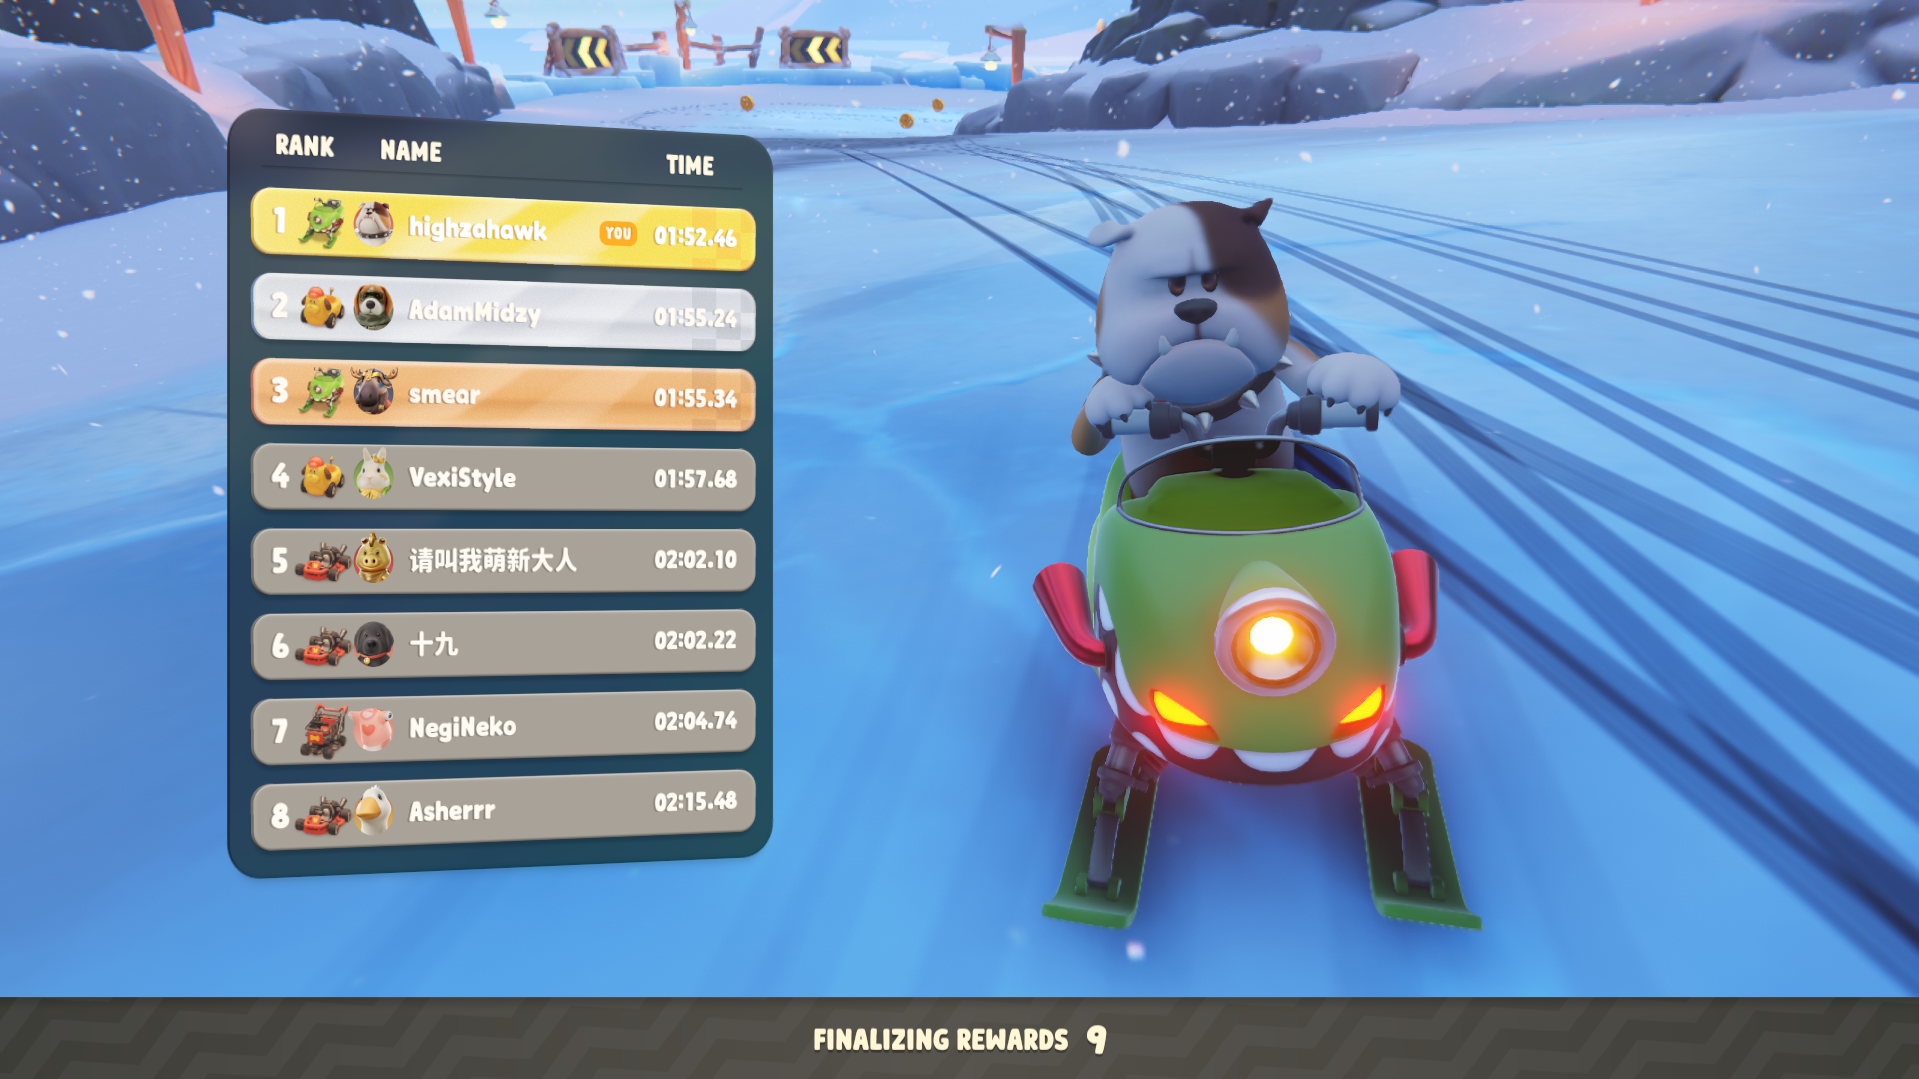 RANK NAME TIME
1 highzahawk YOU 01:52.46
2 AdamMidzy 01:55.24
3 smear 01:55.34
4 VexiStyle 01:57.68
5 请叫我萌新大人 02:02.10
6 十九 02:02.22
7 NegiNeko 02:04.74
8 Asherrr 02:15.48
FINALIZING REWARDS 9